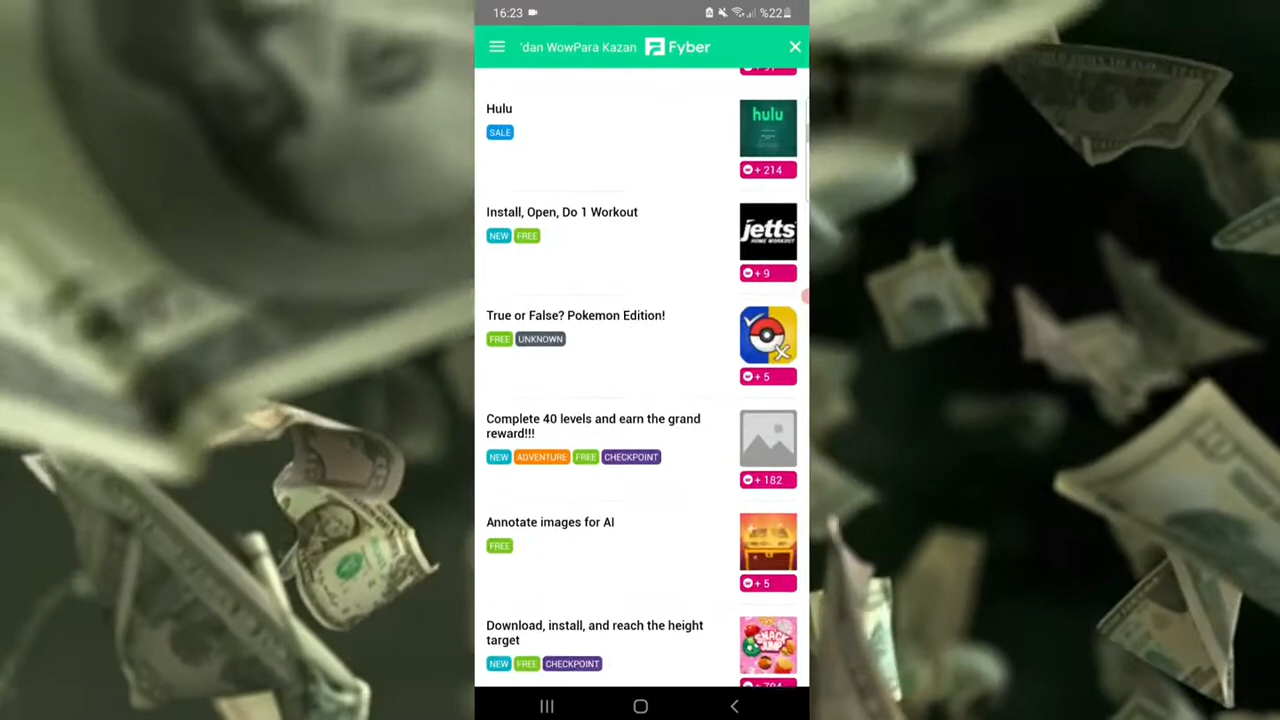 16:23
%22
'dan WowPara Kazan Fyber
Hulu
SALE
hulu
+ 214
Install, Open, Do 1 Workout
NEW FREE
jetts
HOME WORKOUT
+ 9
True or False? Pokemon Edition!
FREE UNKNOWN
+ 5
Complete 40 levels and earn the grand
reward!!!
NEW ADVENTURE FREE CHECKPOINT
+ 182
Annotate images for AI
FREE
+ 5
Download, install, and reach the height
target
NEW FREE CHECKPOINT
SNACK